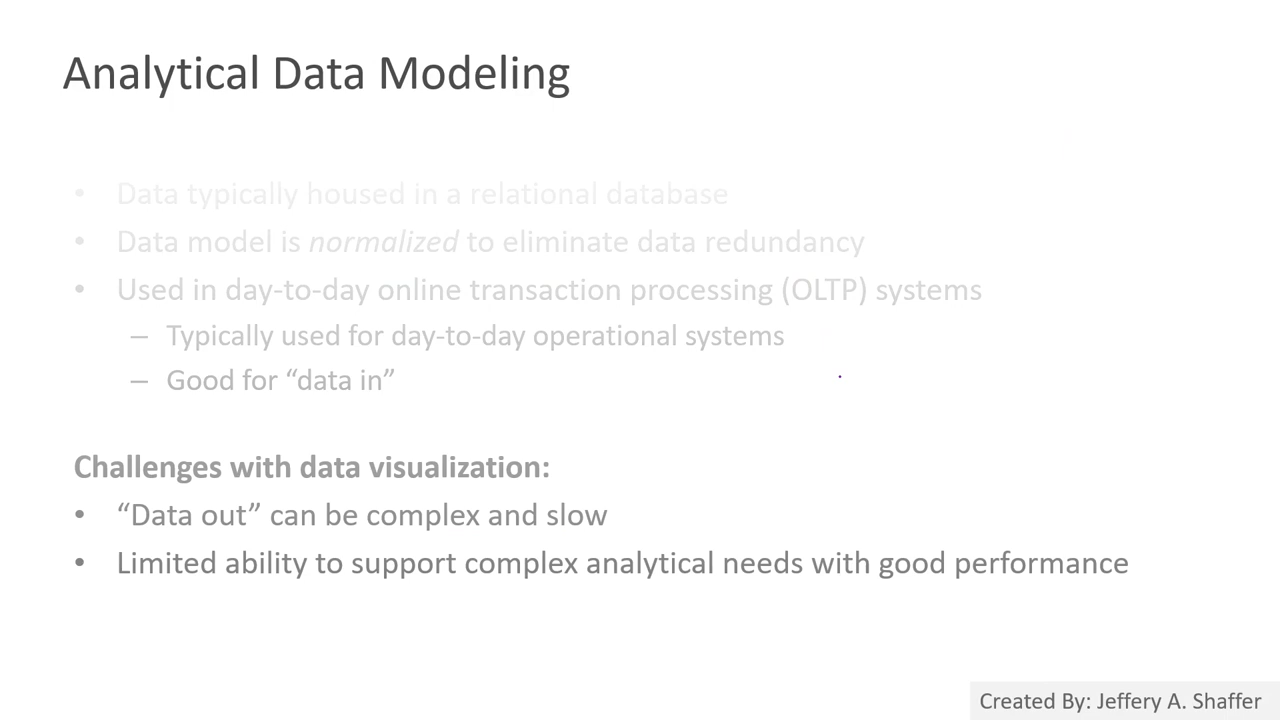 Analytical Data Modeling
• Data typically housed in a relational database
• Data model is normalized to eliminate data redundancy
• Used in day-to-day online transaction processing (OLTP) systems
– Typically used for day-to-day operational systems
– Good for “data in”
Challenges with data visualization:
• “Data out” can be complex and slow
• Limited ability to support complex analytical needs with good performance
Created By: Jeffery A. Shaffer